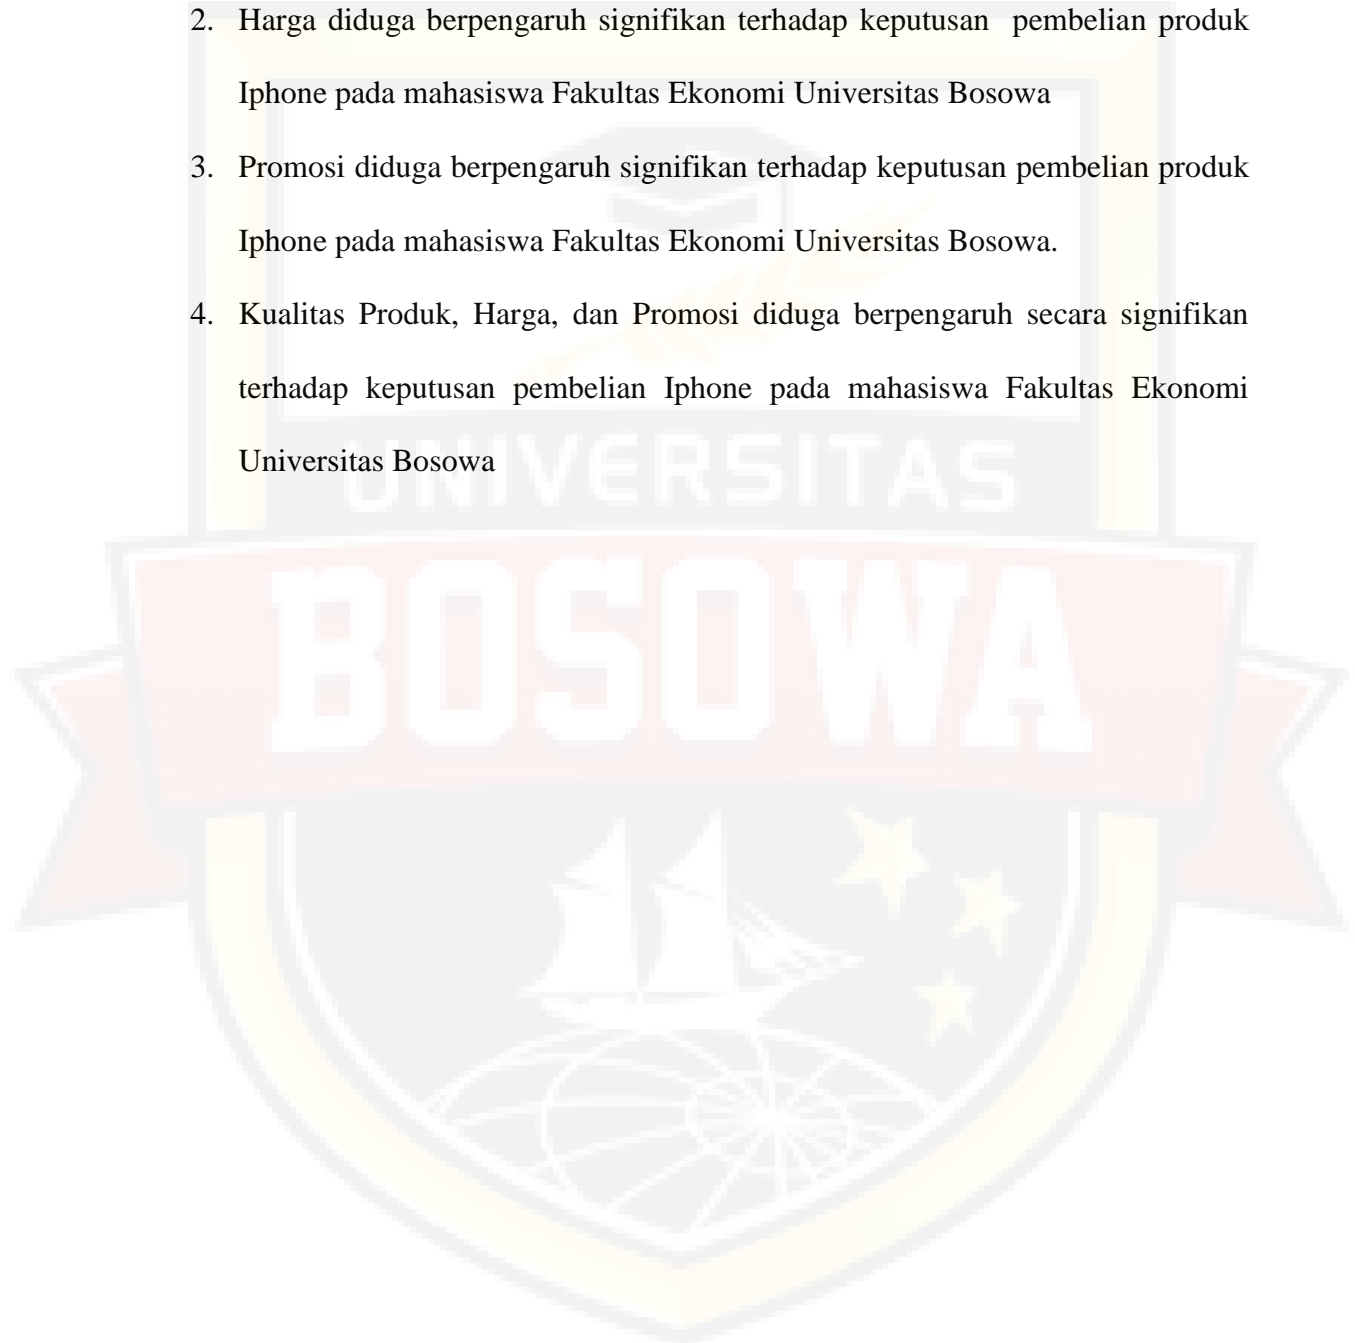 2. Harga diduga berpengaruh signifikan terhadap keputusan pembelian produk
Iphone pada mahasiswa Fakultas Ekonomi Universitas Bosowa
3. Promosi diduga berpengaruh signifikan terhadap keputusan pembelian produk
Iphone pada mahasiswa Fakultas Ekonomi Universitas Bosowa.
4. Kualitas Produk, Harga, dan Promosi diduga berpengaruh secara signifikan
terhadap keputusan pembelian Iphone pada mahasiswa Fakultas Ekonomi
Universitas Bosowa
UNIVERSITAS
BOSOWA